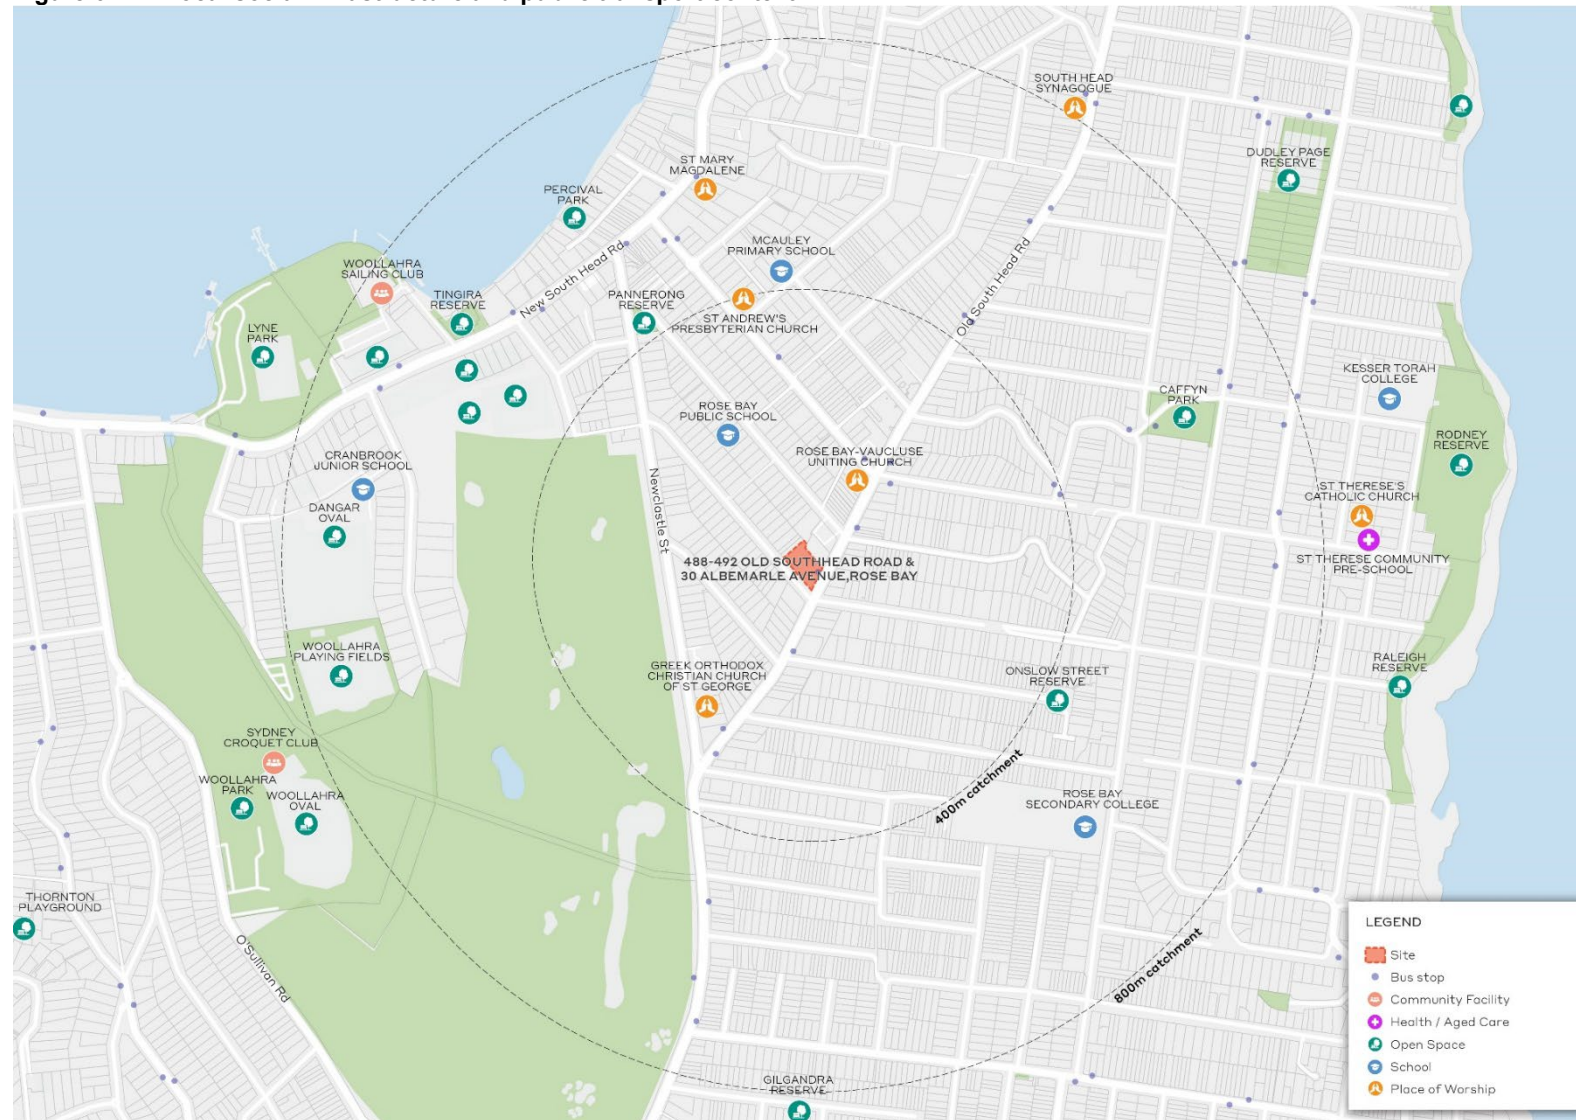 SOUTH HEAD
SYNAGOGUE
ST MARY
MAGDALENE
DUDLEY PAGE
RESERVE
PERCIVAL
PARK
MCAULEY
PRIMARY SCHOOL
WOOLLAHRA
SAILING CLUB
New South Head Rd
Old South Head Rd
TINGIRA
RESERVE
PANNERONG
RESERVE
ST ANDREW'S
PRESBYTERIAN CHURCH
LYNE
PARK
KESSER TORAH
COLLEGE
CAFFYN
PARK
ROSE BAY
PUBLIC SCHOOL
RODNEY
RESERVE
CRANBROOK
JUNIOR SCHOOL
ROSE BAY-VAUCLUSE
UNITING CHURCH
Newclastle St
ST THERESE'S
CATHOLIC CHURCH
DANGAR
OVAL
488-492 OLD SOUTHHEAD ROAD &
30 ALBEMARLE AVENUE,ROSE BAY
ST THERESE COMMUNITY
PRE-SCHOOL
WOOLLAHRA
PLAYING FIELDS
GREEK ORTHODOX
CHRISTIAN CHURCH
OF ST GEORGE
ONSLOW STREET
RESERVE
RALEIGH
RESERVE
SYDNEY
CROQUET CLUB
WOOLLAHRA
PARK
WOOLLAHRA
OVAL
400m catchment
ROSE BAY
SECONDARY COLLEGE
THORNTON
PLAYGROUND
O'Sullivan Rd
800m catchment
GILGANDRA
RESERVE
LEGEND
Site
Bus stop
Community Facility
Health / Aged Care
Open Space
School
Place of Worship